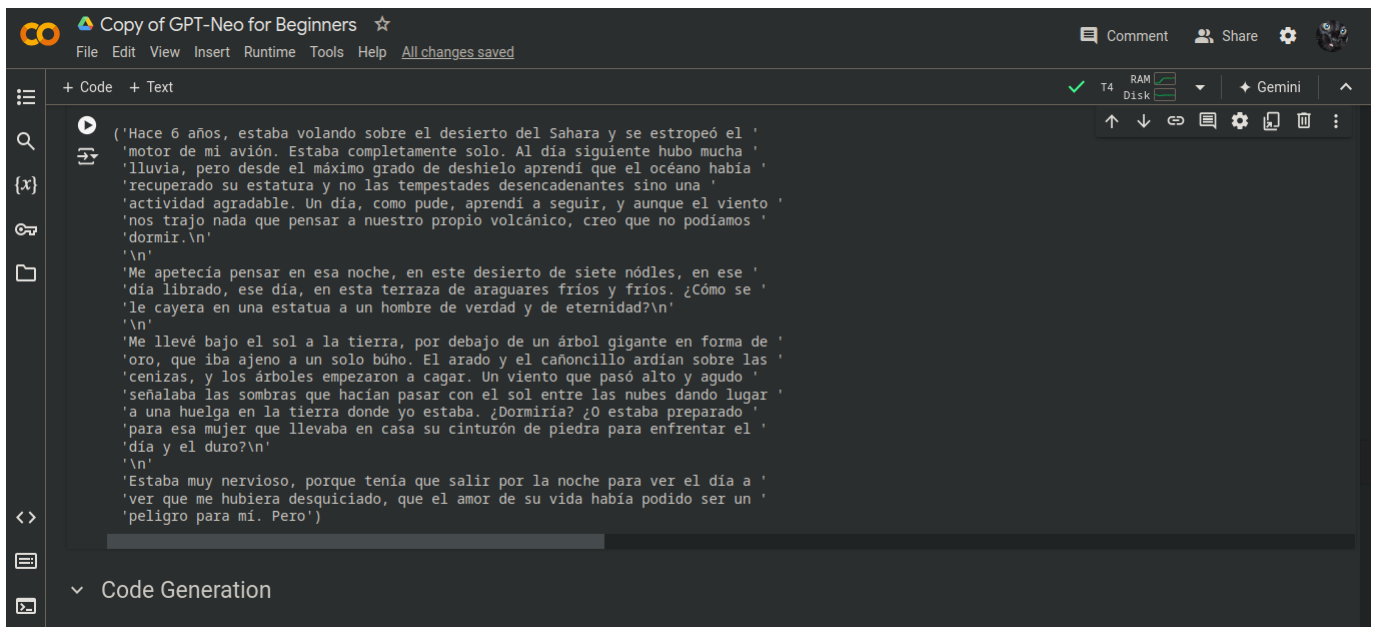 Copy of GPT-Neo for Beginners
File Edit View Insert Runtime Tools Help All changes saved
Comment Share
+ Code + Text
T4 RAM Disk Gemini
('Hace 6 años, estaba volando sobre el desierto del Sahara y se estropeó el '
'motor de mi avión. Estaba completamente solo. Al día siguiente hubo mucha '
'lluvia, pero desde el máximo grado de deshielo aprendí que el océano había '
'recuperado su estatura y no las tempestades desencadenantes sino una '
'actividad agradable. Un día, como pude, aprendí a seguir, y aunque el viento '
'nos trajo nada que pensar a nuestro propio volcánico, creo que no podíamos '
'dormir.\n'
'\n'
'Me apetecía pensar en esa noche, en este desierto de siete nódles, en ese '
'día librado, ese día, en esta terraza de araguares fríos y fríos. ¿Cómo se '
'le cayera en una estatua a un hombre de verdad y de eternidad?\n'
'\n'
'Me llevé bajo el sol a la tierra, por debajo de un árbol gigante en forma de '
'oro, que iba ajeno a un solo búho. El arado y el cañoncillo ardían sobre las '
'cenizas, y los árboles empezaron a cagar. Un viento que pasó alto y agudo '
'señalaba las sombras que hacían pasar con el sol entre las nubes dando lugar '
'a una huelga en la tierra donde yo estaba. ¿Dormiría? ¿O estaba preparado '
'para esa mujer que llevaba en casa su cinturón de piedra para enfrentar el '
'día y el duro?\n'
'\n'
'Estaba muy nervioso, porque tenía que salir por la noche para ver el día a '
'ver que me hubiera desquiciado, que el amor de su vida había podido ser un '
'peligro para mí. Pero')
Code Generation